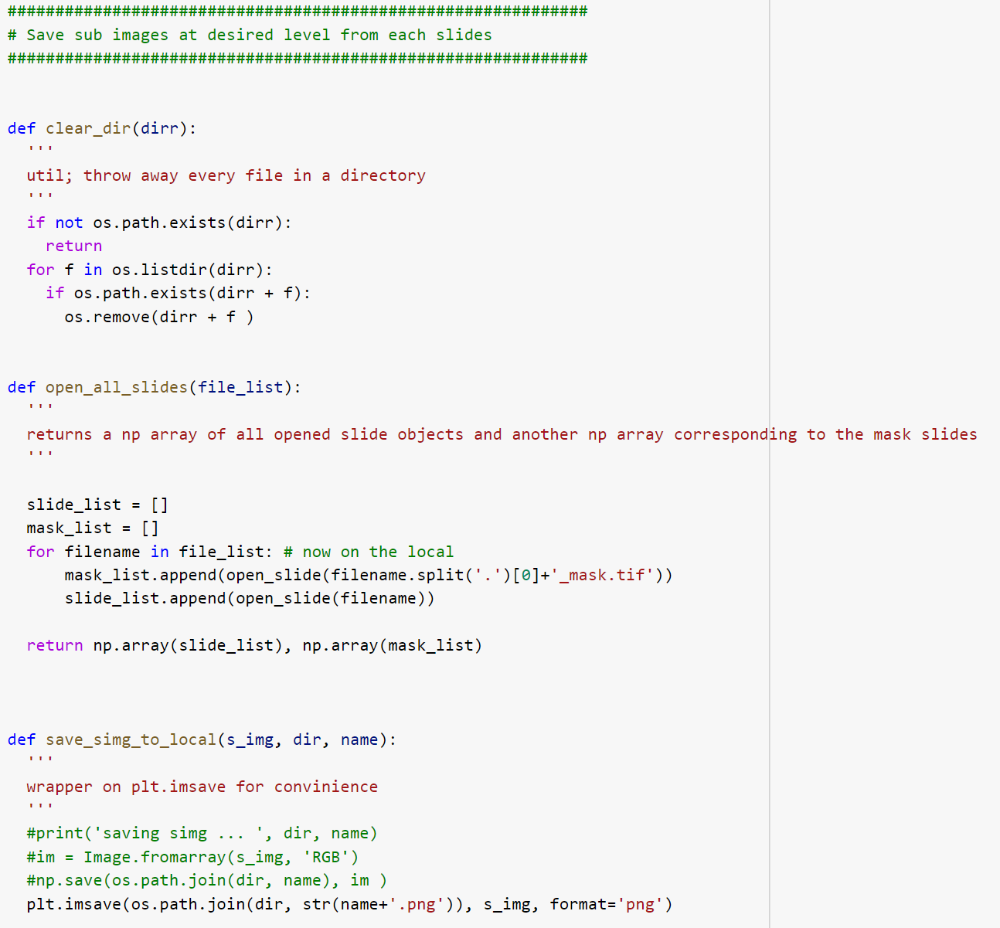 #############################################################
# Save sub images at desired level from each slides
#############################################################
def clear_dir(dirr):
  '''
  util; throw away every file in a directory
  '''
  if not os.path.exists(dirr):
    return
  for f in os.listdir(dirr):
    if os.path.exists(dirr + f):
      os.remove(dirr + f )
def open_all_slides(file_list):
  '''
  returns a np array of all opened slide objects and another np array corresponding to the mask slides
  '''
  slide_list = []
  mask_list = []
  for filename in file_list: # now on the local
      mask_list.append(open_slide(filename.split('.')[0]+'_mask.tif'))
      slide_list.append(open_slide(filename))
  return np.array(slide_list), np.array(mask_list)
def save_simg_to_local(s_img, dir, name):
  '''
  wrapper on plt.imsave for convinience
  '''
  #print('saving simg ... ', dir, name)
  #im = Image.fromarray(s_img, 'RGB')
  #np.save(os.path.join(dir, name), im )
  plt.imsave(os.path.join(dir, str(name+'.png')), s_img, format='png')